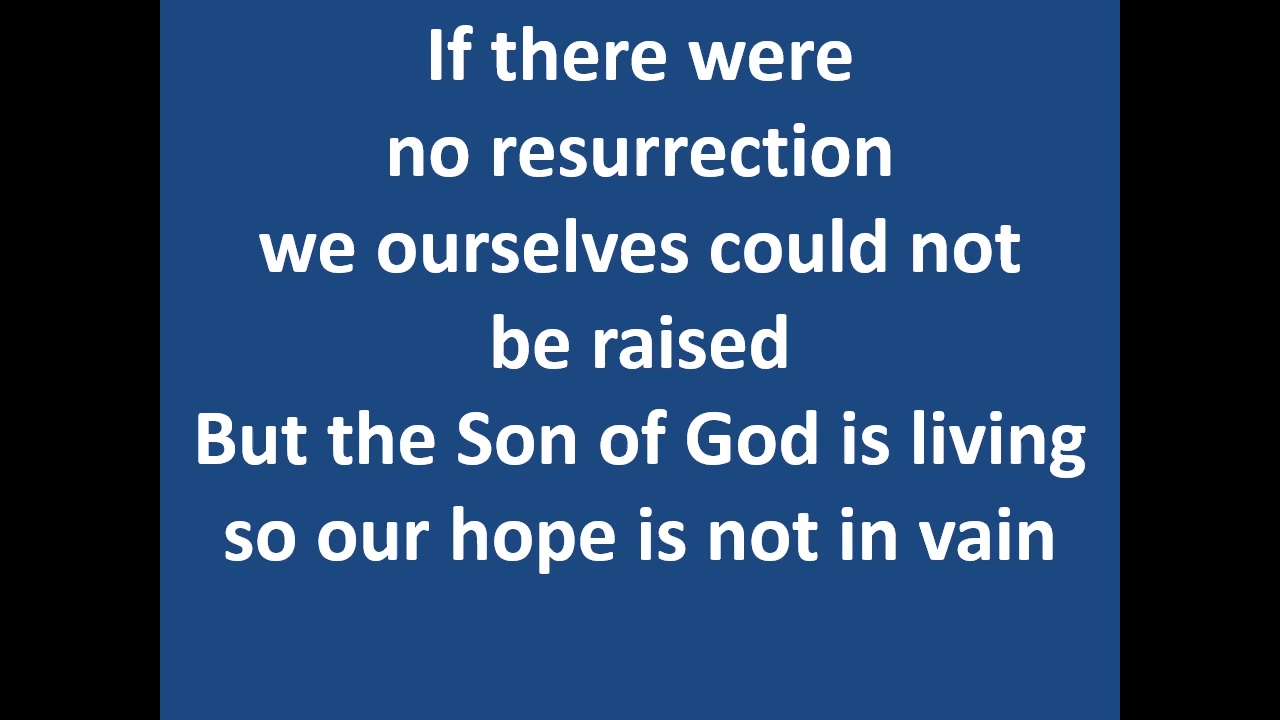 If there were
no resurrection
we ourselves could not
be raised
But the Son of God is living
so our hope is not in vain